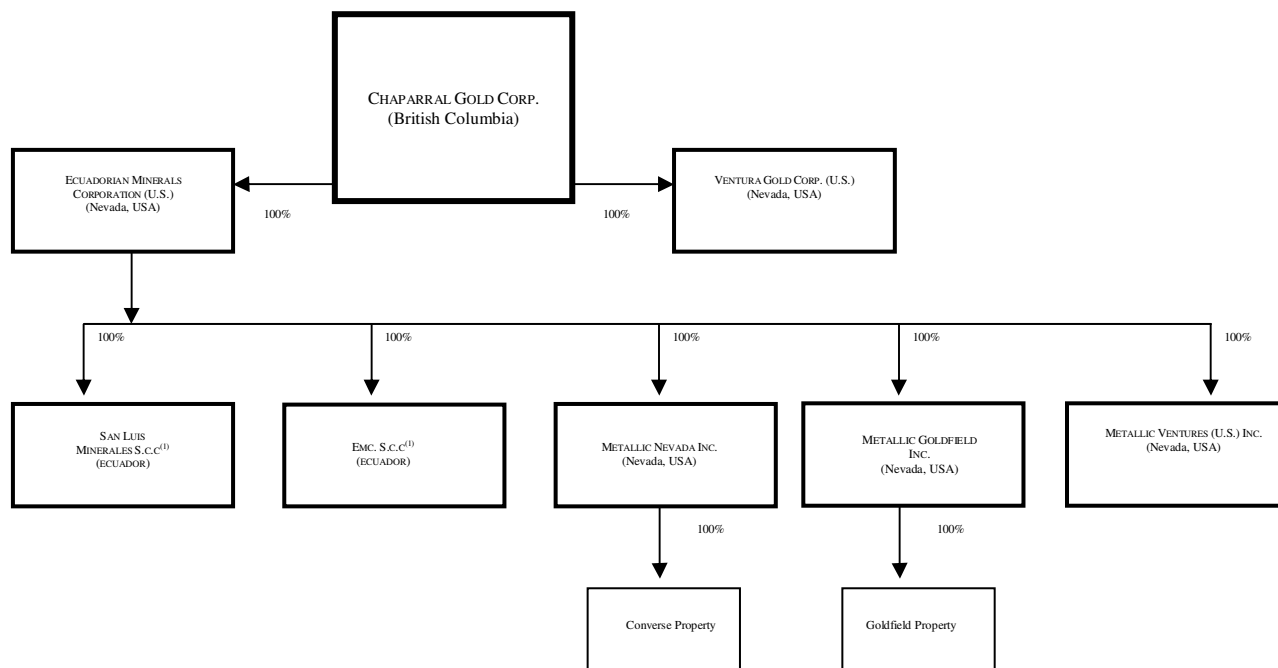 CHAPARRAL GOLD CORP.
(British Columbia)
ECUADORIAN MINERALS
CORPORATION (U.S.)
(Nevada, USA)
VENTURA GOLD CORP. (U.S.)
(Nevada, USA)
100%
100%
100%
100%
100%
100%
100%
SAN LUIS
MINERALES S.C.C(1)
(ECUADOR)
EMC. S.C.C(1)
(ECUADOR)
METALLIC NEVADA INC.
(Nevada, USA)
METALLIC GOLDFIELD
INC.
(Nevada, USA)
METALLIC VENTURES (U.S.) INC.
(Nevada, USA)
100%
100%
Converse Property
Goldfield Property